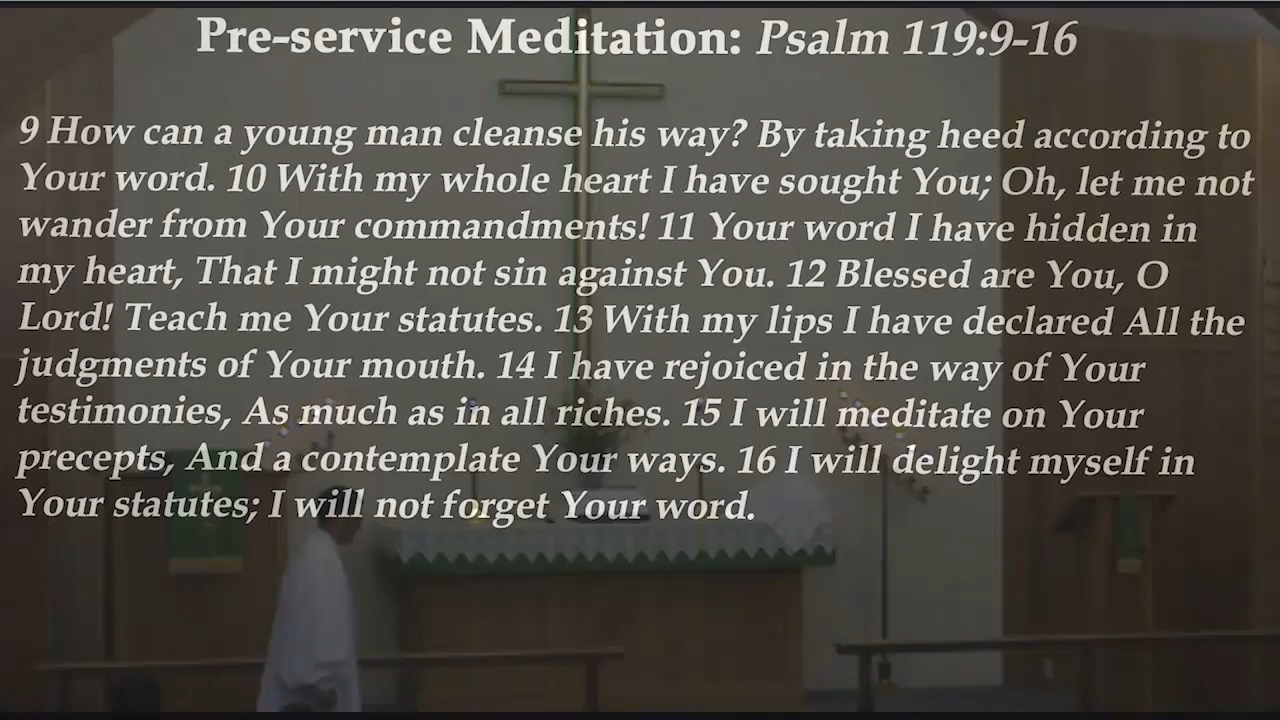 Pre-service Meditation: Psalm 119:9-16
9 How can a young man cleanse his way? By taking heed according to
Your word. 10 With my whole heart I have sought You; Oh, let me not
wander from Your commandments! 11 Your word I have hidden in
my heart, That I might not sin against You. 12 Blessed are You, O
Lord! Teach me Your statutes. 13 With my lips I have declared All the
judgments of Your mouth. 14 I have rejoiced in the way of Your
testimonies, As much as in all riches. 15 I will meditate on Your
precepts, And a contemplate Your ways. 16 I will delight myself in
Your statutes; I will not forget Your word.